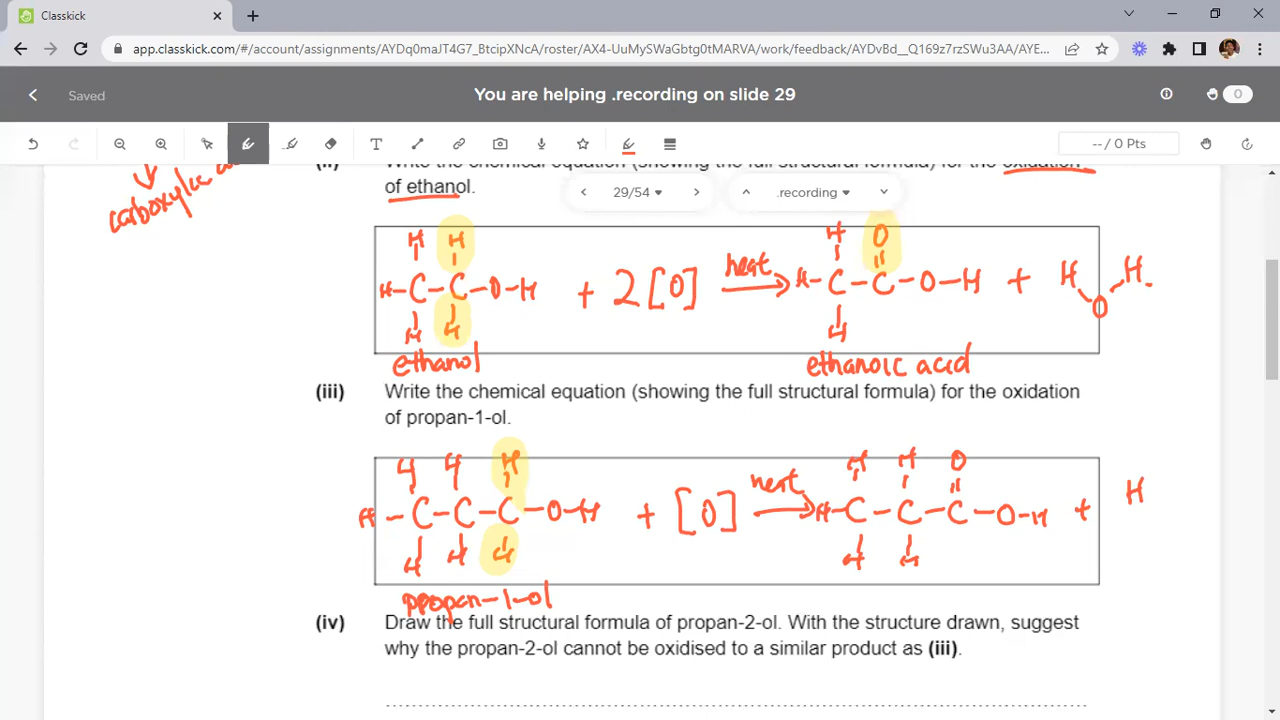 Classkick
app.classkick.com/#/account/assignments/AYDq0maJT4G7_BtcipXNcA/roster/AX4-UuMySWaGbtg0tMARVA/work/feedback/AYDvBd__Q169z7rzSWu3AA/AYE...
Saved
You are helping .recording on slide 29
0
T
-- / 0 Pts
(ii) Write the chemical equation (showing the full structural formula) for the oxidation
of ethanol.
29/54
.recording
carboxylic
H H H O
H-C-C-O-H + 2[O] heat H-C-C-O-H + H O H
H H H
ethanol ethanoic acid
(iii) Write the chemical equation (showing the full structural formula) for the oxidation
of propan-1-ol.
H H H H H O
H-C-C-C-O-H + [O] heat H-C-C-C-O-H + H
H H H H H
propan-1-ol
(iv) Draw the full structural formula of propan-2-ol. With the structure drawn, suggest
why the propan-2-ol cannot be oxidised to a similar product as (iii).